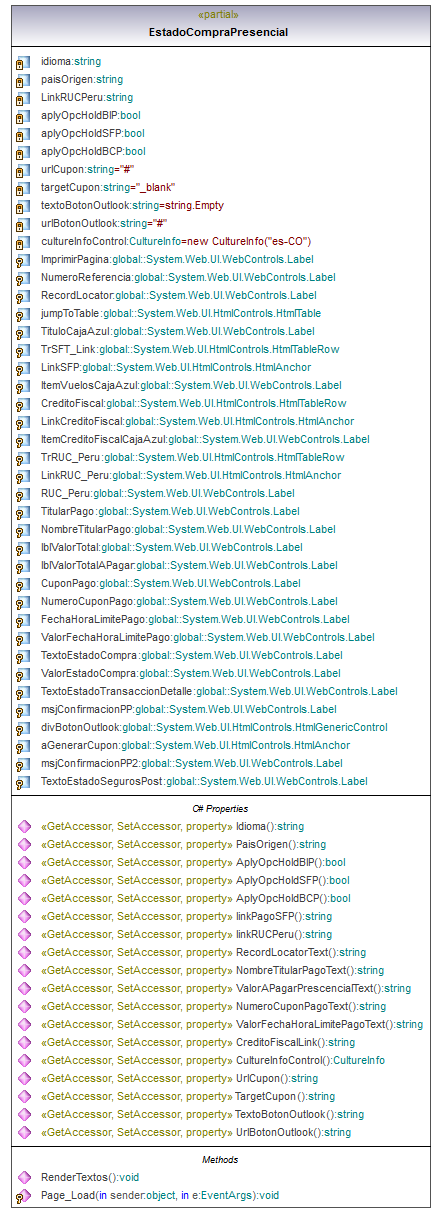 «partial»
EstadoCompraPresencial
idioma:string
paisOrigen:string
LinkRUCPeru:string
aplyOpcHoldBIP:bool
aplyOpcHoldSFP:bool
aplyOpcHoldBCP:bool
urlCupon:string="#"
targetCupon:string="_blank"
textoBotonOutlook:string=string.Empty
urlBotonOutlook:string="#"
cultureInfoControl:CultureInfo=new CultureInfo("es-CO")
ImprimirPagina:global::System.Web.UI.WebControls.Label
NumeroReferencia:global::System.Web.UI.WebControls.Label
RecordLocator:global::System.Web.UI.WebControls.Label
jumpToTable:global::System.Web.UI.HtmlControls.HtmlTable
TituloCajaAzul:global::System.Web.UI.WebControls.Label
TrSFT_Link:global::System.Web.UI.HtmlControls.HtmlTableRow
LinkSFP:global::System.Web.UI.HtmlControls.HtmlAnchor
ItemVuelosCajaAzul:global::System.Web.UI.WebControls.Label
CreditoFiscal:global::System.Web.UI.HtmlControls.HtmlTableRow
LinkCreditoFiscal:global::System.Web.UI.HtmlControls.HtmlAnchor
ItemCreditoFiscalCajaAzul:global::System.Web.UI.WebControls.Label
TrRUC_Peru:global::System.Web.UI.HtmlControls.HtmlTableRow
LinkRUC_Peru:global::System.Web.UI.HtmlControls.HtmlAnchor
RUC_Peru:global::System.Web.UI.WebControls.Label
TitularPago:global::System.Web.UI.WebControls.Label
NombreTitularPago:global::System.Web.UI.WebControls.Label
lblValorTotal:global::System.Web.UI.WebControls.Label
lblValorTotalAPagar:global::System.Web.UI.WebControls.Label
CuponPago:global::System.Web.UI.WebControls.Label
NumeroCuponPago:global::System.Web.UI.WebControls.Label
FechaHoraLimitePago:global::System.Web.UI.WebControls.Label
ValorFechaHoraLimitePago:global::System.Web.UI.WebControls.Label
TextoEstadoCompra:global::System.Web.UI.WebControls.Label
ValorEstadoCompra:global::System.Web.UI.WebControls.Label
TextoEstadoTransaccionDetalle:global::System.Web.UI.WebControls.Label
msjConfirmacionPP:global::System.Web.UI.WebControls.Label
divBotonOutlook:global::System.Web.UI.HtmlControls.HtmlGenericControl
aGenerarCupon:global::System.Web.UI.HtmlControls.HtmlAnchor
msjConfirmacionPP2:global::System.Web.UI.WebControls.Label
TextoEstadoSegurosPost:global::System.Web.UI.WebControls.Label
C# Properties
«GetAccessor, SetAccessor, property» Idioma():string
«GetAccessor, SetAccessor, property» PaisOrigen():string
«GetAccessor, SetAccessor, property» AplyOpcHoldBIP():bool
«GetAccessor, SetAccessor, property» AplyOpcHoldSFP():bool
«GetAccessor, SetAccessor, property» AplyOpcHoldBCP():bool
«GetAccessor, SetAccessor, property» linkPagoSFP():string
«GetAccessor, SetAccessor, property» linkRUCPeru():string
«GetAccessor, SetAccessor, property» RecordLocatorText():string
«GetAccessor, SetAccessor, property» NombreTitularPagoText():string
«GetAccessor, SetAccessor, property» ValorAPagarPrescencialText():string
«GetAccessor, SetAccessor, property» NumeroCuponPagoText():string
«GetAccessor, SetAccessor, property» ValorFechaHoraLimitePagoText():string
«GetAccessor, SetAccessor, property» CreditoFiscalLink():string
«GetAccessor, SetAccessor, property» CultureInfoControl():CultureInfo
«GetAccessor, SetAccessor, property» UrlCupon():string
«GetAccessor, SetAccessor, property» TargetCupon():string
«GetAccessor, SetAccessor, property» TextoBotonOutlook():string
«GetAccessor, SetAccessor, property» UrlBotonOutlook():string
Methods
RenderTextos():void
Page_Load(in sender:object, in e:EventArgs):void